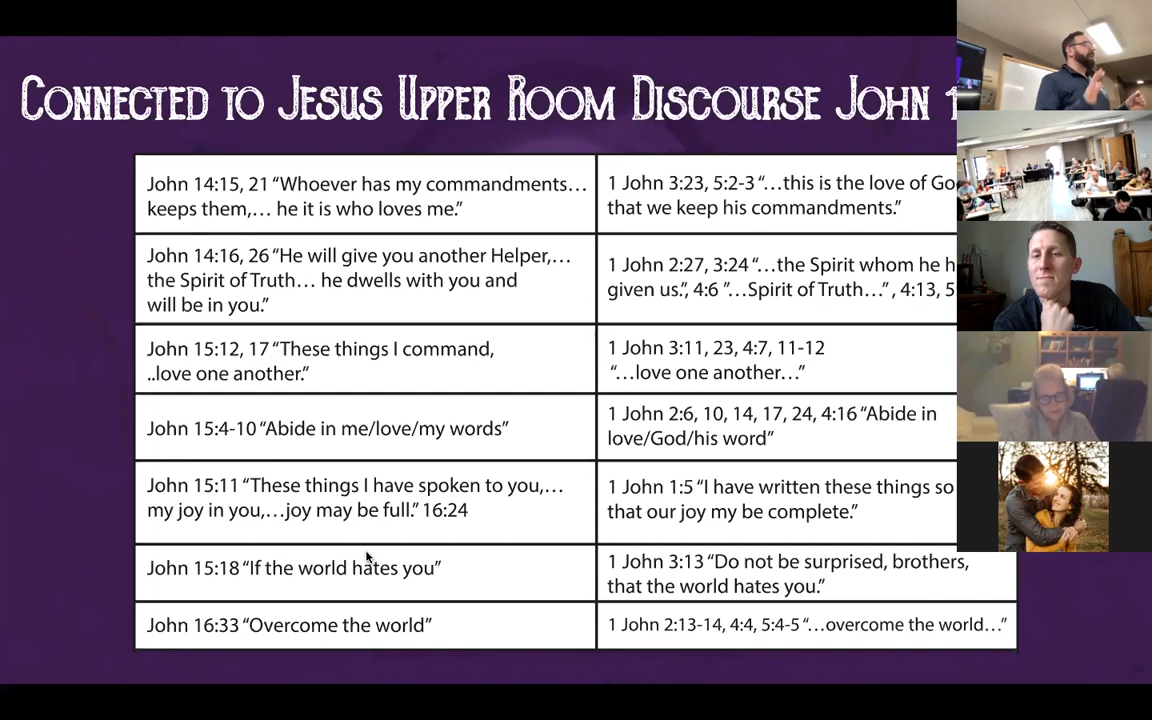 CONNECTED TO JESUS UPPER ROOM DISCOURSE JOHN 1
John 14:15, 21 “Whoever has my commandments…
keeps them,… he it is who loves me.”
1 John 3:23, 5:2-3 “…this is the love of Go
that we keep his commandments.”
John 14:16, 26 “He will give you another Helper,…
the Spirit of Truth… he dwells with you and
will be in you.”
1 John 2:27, 3:24 “…the Spirit whom he h
given us.”, 4:6 ”…Spirit of Truth…” , 4:13, 5
John 15:12, 17 “These things I command,
..love one another.”
1 John 3:11, 23, 4:7, 11-12
“…love one another…”
John 15:4-10 “Abide in me/love/my words”
1 John 2:6, 10, 14, 17, 24, 4:16 “Abide in
love/God/his word”
John 15:11 “These things I have spoken to you,…
my joy in you,…joy may be full.” 16:24
1 John 1:5 “I have written these things so
that our joy my be complete.”
John 15:18 “If the world hates you”
1 John 3:13 “Do not be surprised, brothers,
that the world hates you.”
John 16:33 “Overcome the world”
1 John 2:13-14, 4:4, 5:4-5 “…overcome the world…”